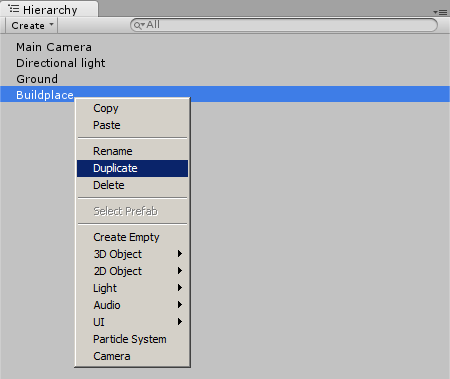 Hierarchy
Create All
Main Camera
Directional light
Ground
Buildplace
Copy
Paste
Rename
Duplicate
Delete
Select Prefab
Create Empty
3D Object
2D Object
Light
Audio
UI
Particle System
Camera